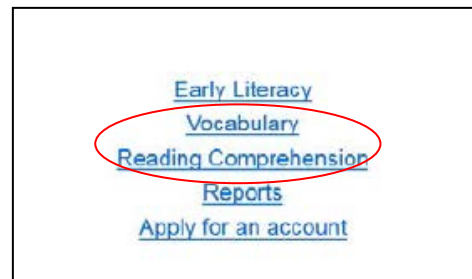 Early Literacy
Vocabulary
Reading Comprehension
Reports
Apply for an account